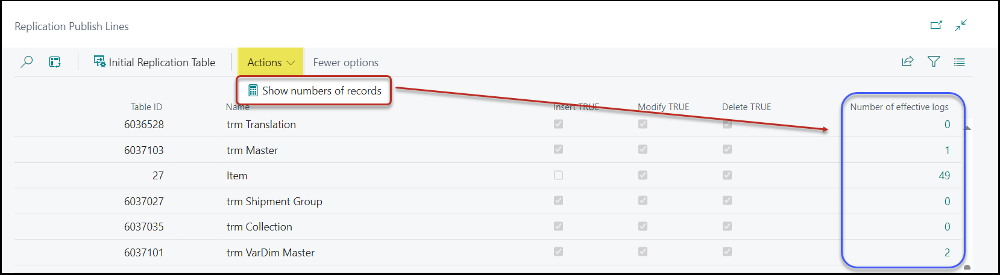 Replication Publish Lines
Initial Replication Table Actions Fewer options
Show numbers of records
Table ID Name Insert TRUE Modify TRUE Delete TRUE Number of effective logs
6036528 trm Translation 0
6037103 trm Master 1
27 Item 49
6037027 trm Shipment Group 0
6037035 trm Collection 0
6037101 trm VarDim Master 2